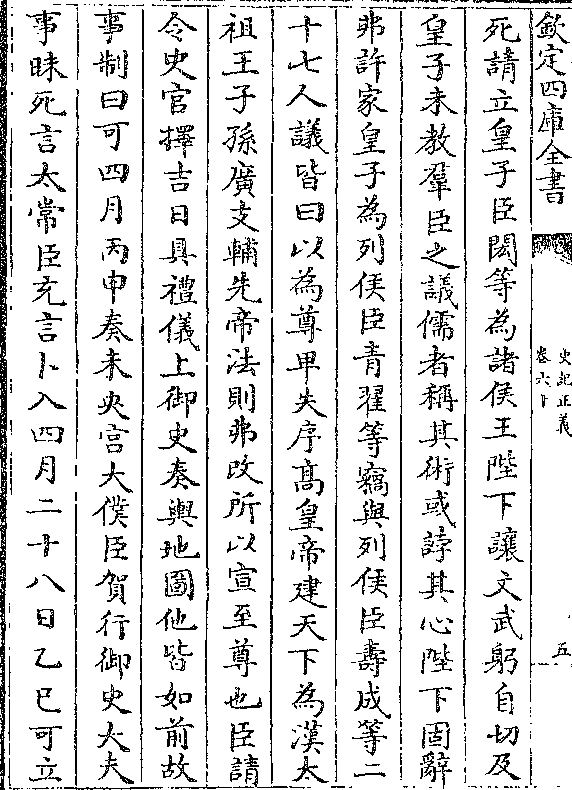 欽定四庫全書
史記正義
卷六十
五
死請立皇子臣閎等為諸侯王陛下讓文武躬自切及
皇子未教羣臣之議儒者稱其術或誖其心陛下固辭
弗許家皇子為列侯臣青翟等竊與列侯臣壽成等二
十七人議皆曰以為尊卑失序高皇帝建天下為漢太
祖王子孫廣支輔先帝法則弗改所以宣至尊也臣請
令史官擇吉日具禮儀上御史奏輿地圖他皆如前故
事制曰可四月丙申奏未央宫大僕臣賀行御史大夫
事昧死言太常臣充言卜入四月二十八日乙巳可立